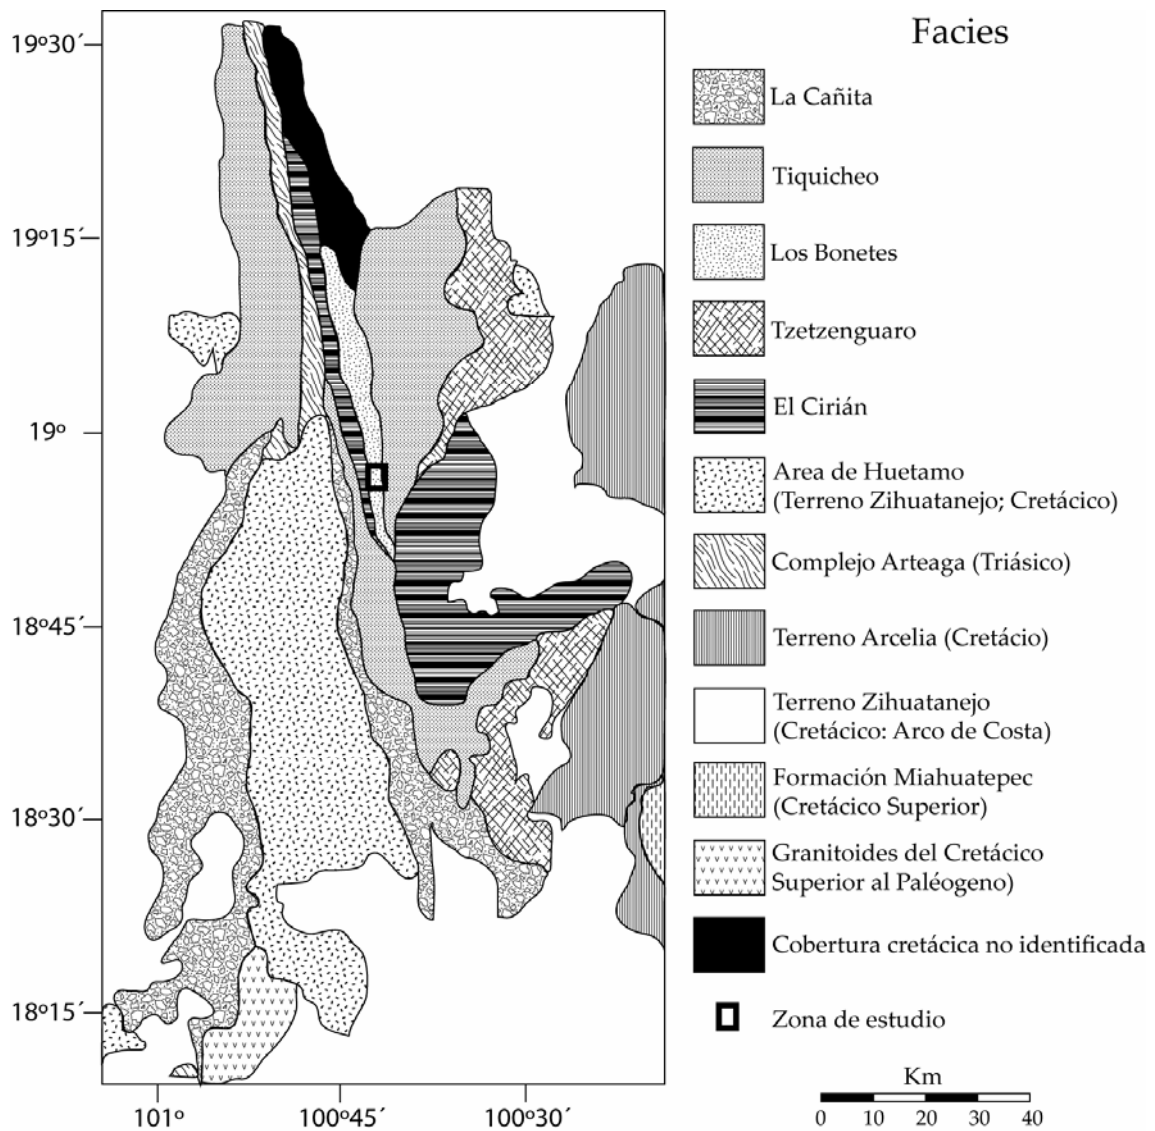 19º30´
19º15´
19º
18º45´
18º30´
18º15´
101º
100º45´
100º30´
Facies
La Cañita
Tiquicheo
Los Bonetes
Tzetzenguaro
El Cirián
Area de Huetamo
(Terreno Zihuatanejo; Cretácico)
Complejo Arteaga (Triásico)
Terreno Arcelia (Cretácio)
Terreno Zihuatanejo
(Cretácico: Arco de Costa)
Formación Miahuatepec
(Cretácico Superior)
Granitoides del Cretácico
Superior al Paléogeno)
Cobertura cretácica no identificada
Zona de estudio
Km
0 10 20 30 40